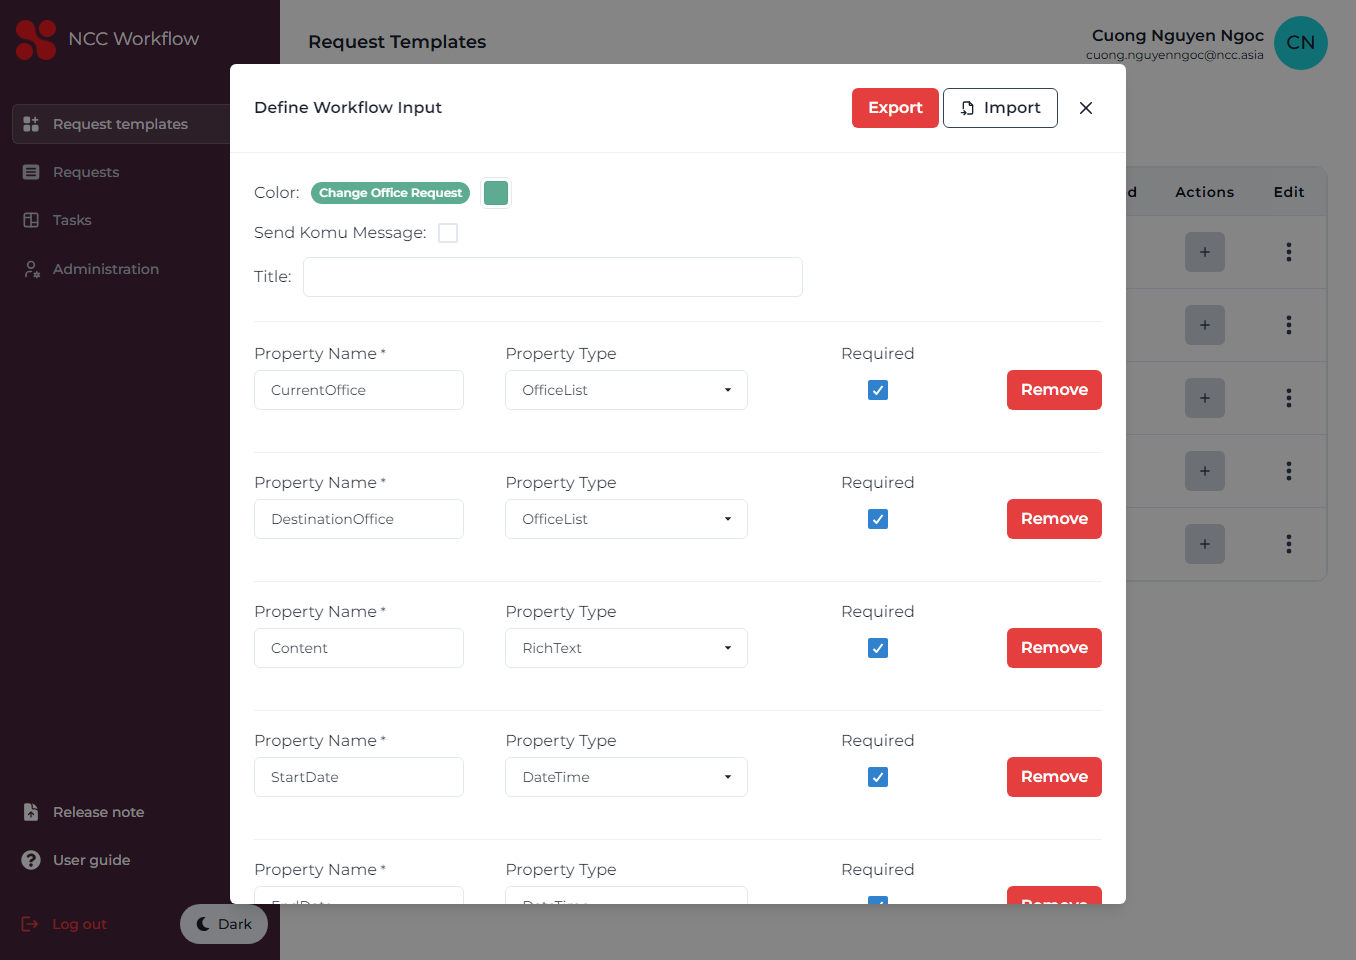 NCC Workflow
Request templates
Requests
Tasks
Administration
Release note
User guide
Log out
Dark
Request Templates
Cuong Nguyen Ngoc
cuong.nguyenngoc@ncc.asia
CN
d Actions Edit
Define Workflow Input
Export
Import
Color: Change Office Request
Send Komu Message:
Title:
Property Name * Property Type Required
CurrentOffice OfficeList Remove
Property Name * Property Type Required
DestinationOffice OfficeList Remove
Property Name * Property Type Required
Content RichText Remove
Property Name * Property Type Required
StartDate DateTime Remove
Property Name * Property Type Required
EndDate DateTime Remove